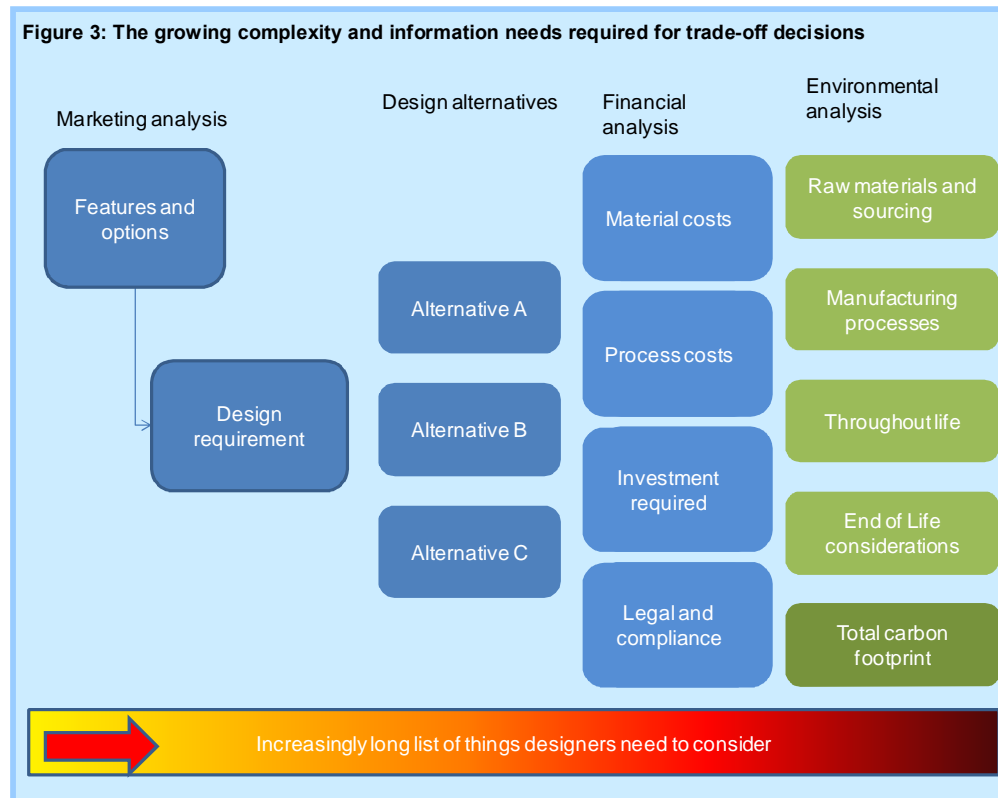 Figure 3: The growing complexity and information needs required for trade-off decisions
Marketing analysis
Features and
options
Design
requirement
Design alternatives
Alternative A
Alternative B
Alternative C
Financial
analysis
Material costs
Process costs
Investment
required
Legal and
compliance
Environmental
analysis
Raw materials and
sourcing
Manufacturing
processes
Throughout life
End of Life
considerations
Total carbon
footprint
Increasingly long list of things designers need to consider